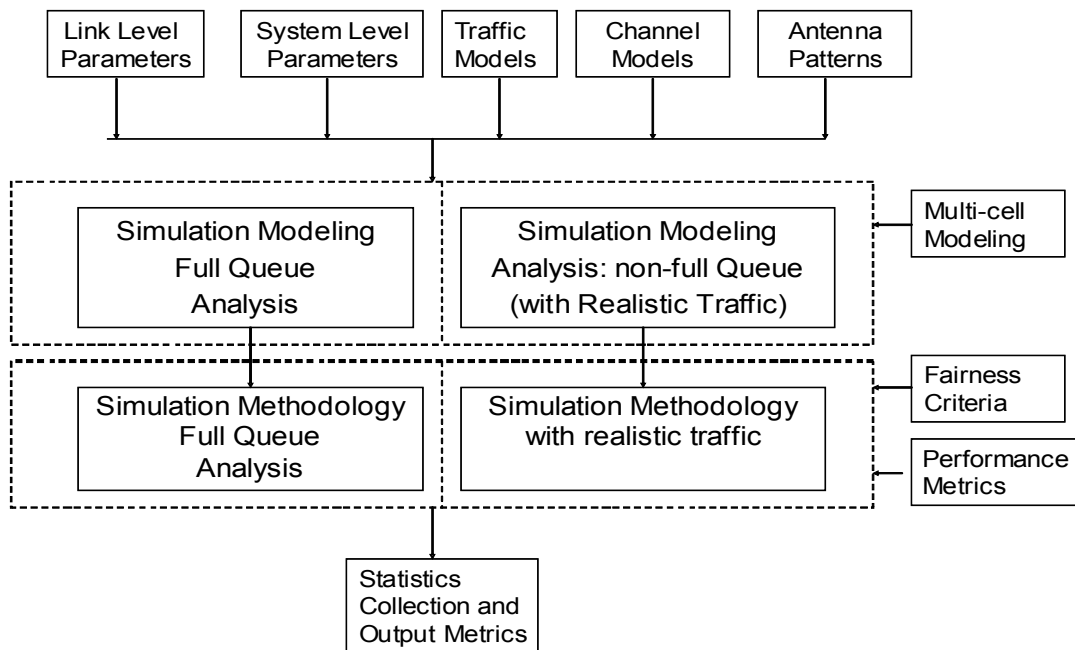 Link Level
Parameters
System Level
Parameters
Traffic
Models
Channel
Models
Antenna
Patterns
Simulation Modeling
Full Queue
Analysis
Simulation Modeling
Analysis: non-full Queue
(with Realistic Traffic)
Multi-cell
Modeling
Simulation Methodology
Full Queue
Analysis
Simulation Methodology
with realistic traffic
Fairness
Criteria
Performance
Metrics
Statistics
Collection and
Output Metrics